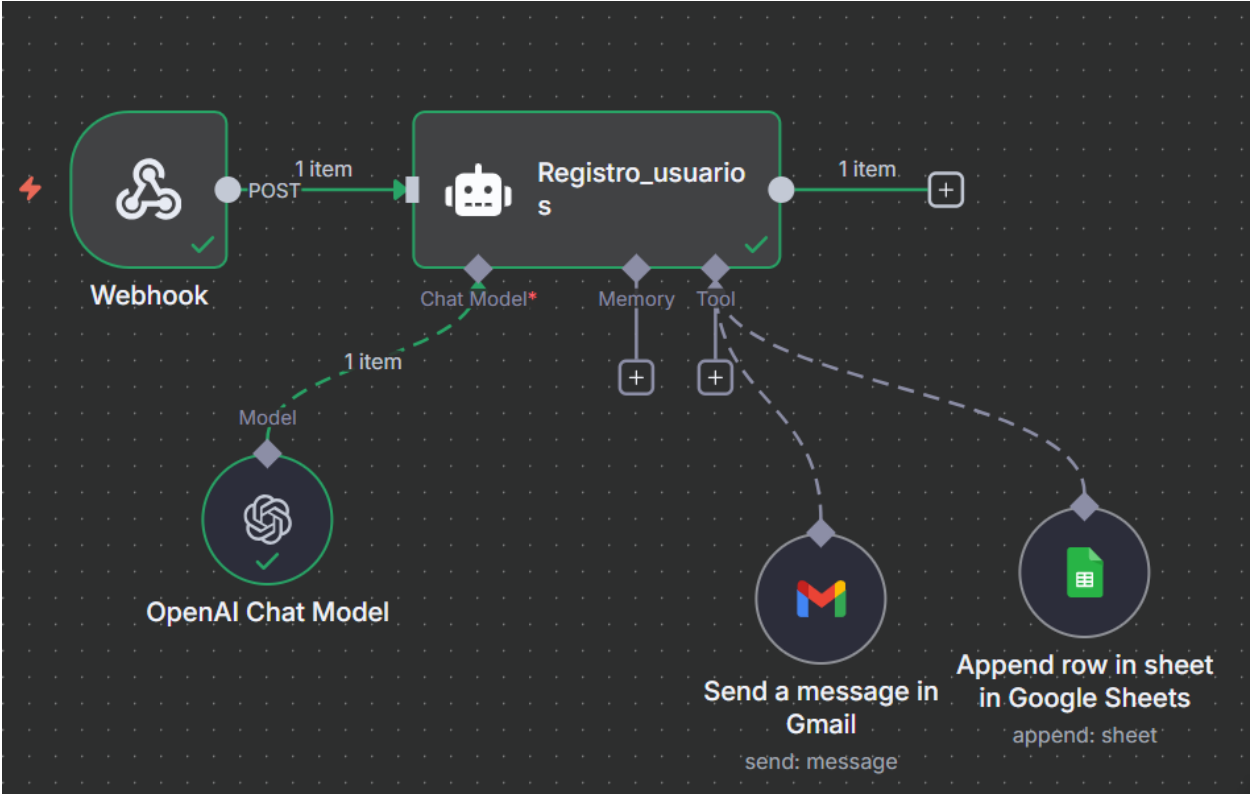 1 item
POST
Webhook
Registro_usuario
s
1 item
Chat Model*
Memory
Tool
1 item
Model
OpenAI Chat Model
Send a message in
Gmail
send: message
Append row in sheet
in Google Sheets
append: sheet